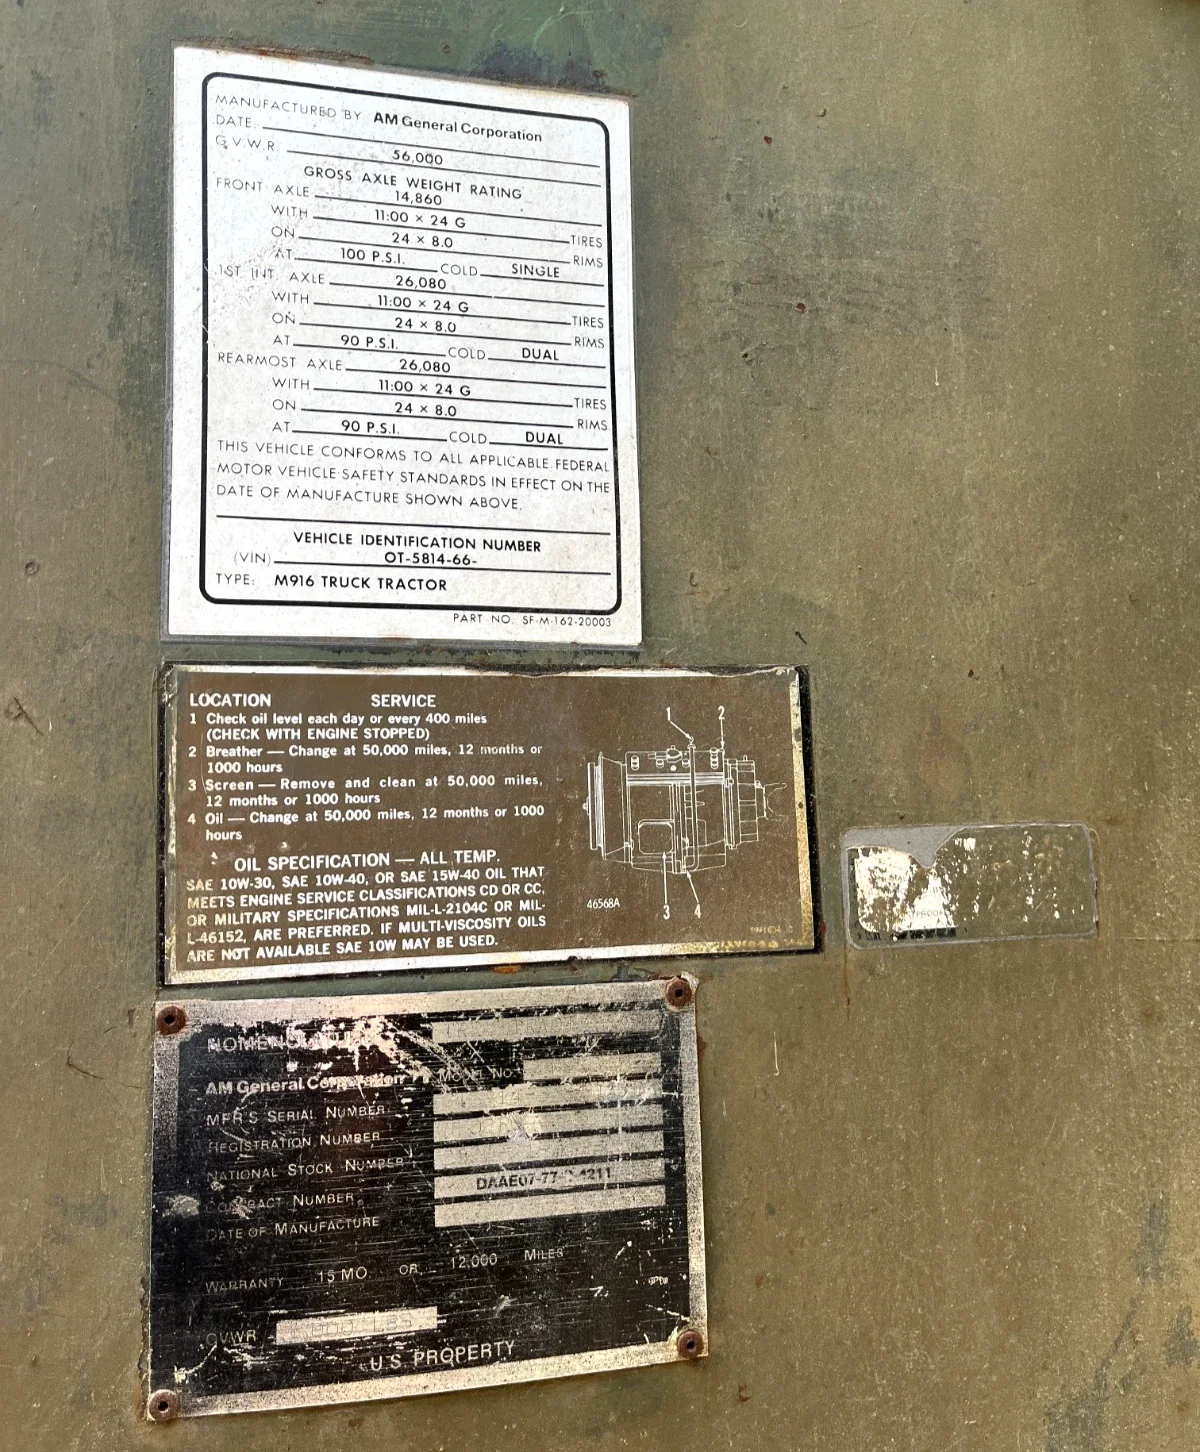 MANUFACTURED BY AM General Corporation
DATE:
G.V.W.R. 56,000
GROSS AXLE WEIGHT RATING
FRONT AXLE 14,860
WITH 11:00 × 24 G TIRES
ON 24 × 8.0 RIMS
AT 100 P.S.I. COLD SINGLE
1ST INT. AXLE 26,080
WITH 11:00 × 24 G TIRES
ON 24 × 8.0 RIMS
AT 90 P.S.I. COLD DUAL
REARMOST AXLE 26,080
WITH 11:00 × 24 G TIRES
ON 24 × 8.0 RIMS
AT 90 P.S.I. COLD DUAL
THIS VEHICLE CONFORMS TO ALL APPLICABLE FEDERAL
MOTOR VEHICLE SAFETY STANDARDS IN EFFECT ON THE
DATE OF MANUFACTURE SHOWN ABOVE.
VEHICLE IDENTIFICATION NUMBER
(VIN) OT-5814-66-
TYPE: M916 TRUCK TRACTOR
PART NO. SF-M-162-20003
LOCATION SERVICE
1 Check oil level each day or every 400 miles
(CHECK WITH ENGINE STOPPED)
2 Breather — Change at 50,000 miles, 12 months or
1000 hours
3 Screen — Remove and clean at 50,000 miles,
12 months or 1000 hours
4 Oil — Change at 50,000 miles, 12 months or 1000
hours
OIL SPECIFICATION — ALL TEMP.
SAE 10W-30, SAE 10W-40, OR SAE 15W-40 OIL THAT
MEETS ENGINE SERVICE CLASSIFICATIONS CD OR CC,
OR MILITARY SPECIFICATIONS MIL-L-2104C OR MIL-
L-46152, ARE PREFERRED. IF MULTI-VISCOSITY OILS
ARE NOT AVAILABLE SAE 10W MAY BE USED.
1 2
46568A 3 4
NOMENCLATURE
AM General Corporation MODEL NO.
MFR'S SERIAL NUMBER
REGISTRATION NUMBER
NATIONAL STOCK NUMBER
CONTRACT NUMBER DAAE07-77- 4211
DATE OF MANUFACTURE
WARRANTY 15 MO OR 12,000 MILES
GVWR LBS
U.S. PROPERTY